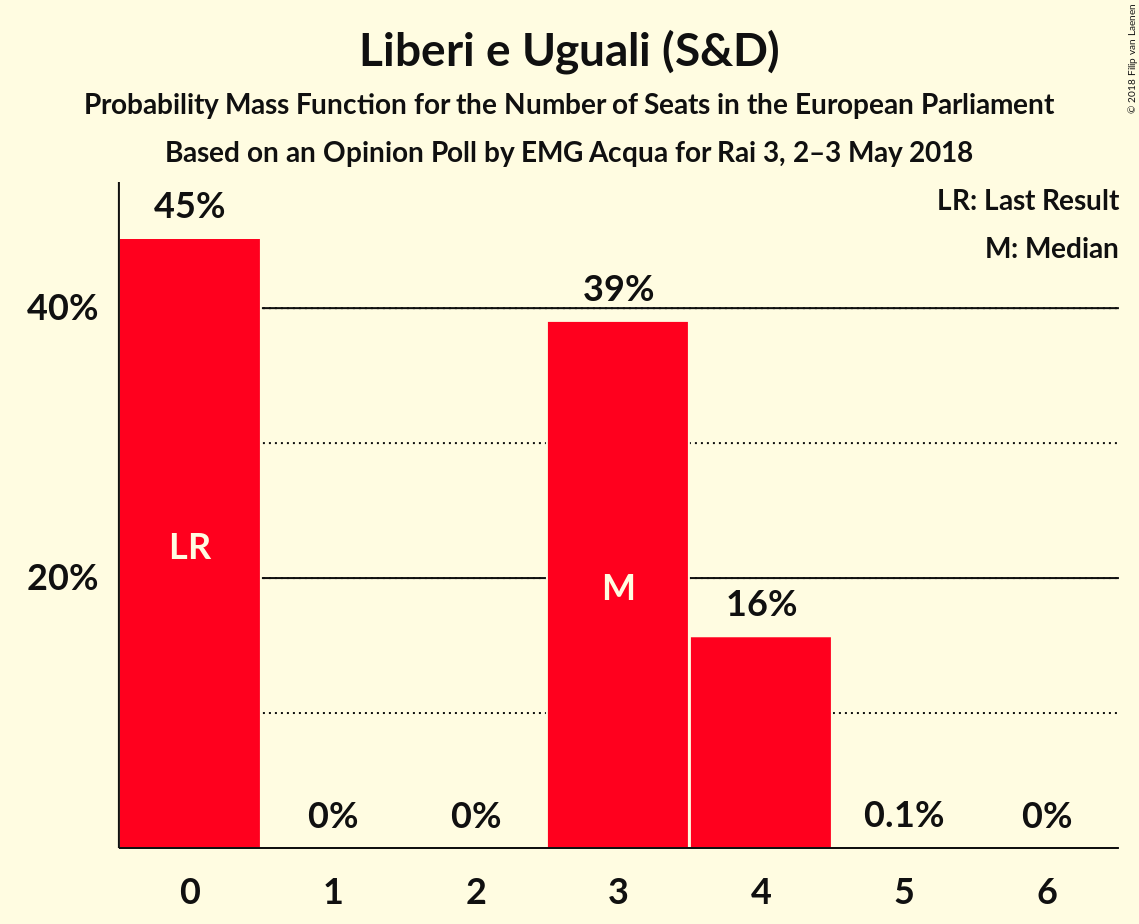 Liberi e Uguali (S&D)
Probability Mass Function for the Number of Seats in the European Parliament
Based on an Opinion Poll by EMG Acqua for Rai 3, 2–3 May 2018
© 2018 Filip van Laenen
LR: Last Result
M: Median
45%
39%
40%
LR
20%
M
16%
0%
0%
0.1%
0%
0
1
2
3
4
5
6